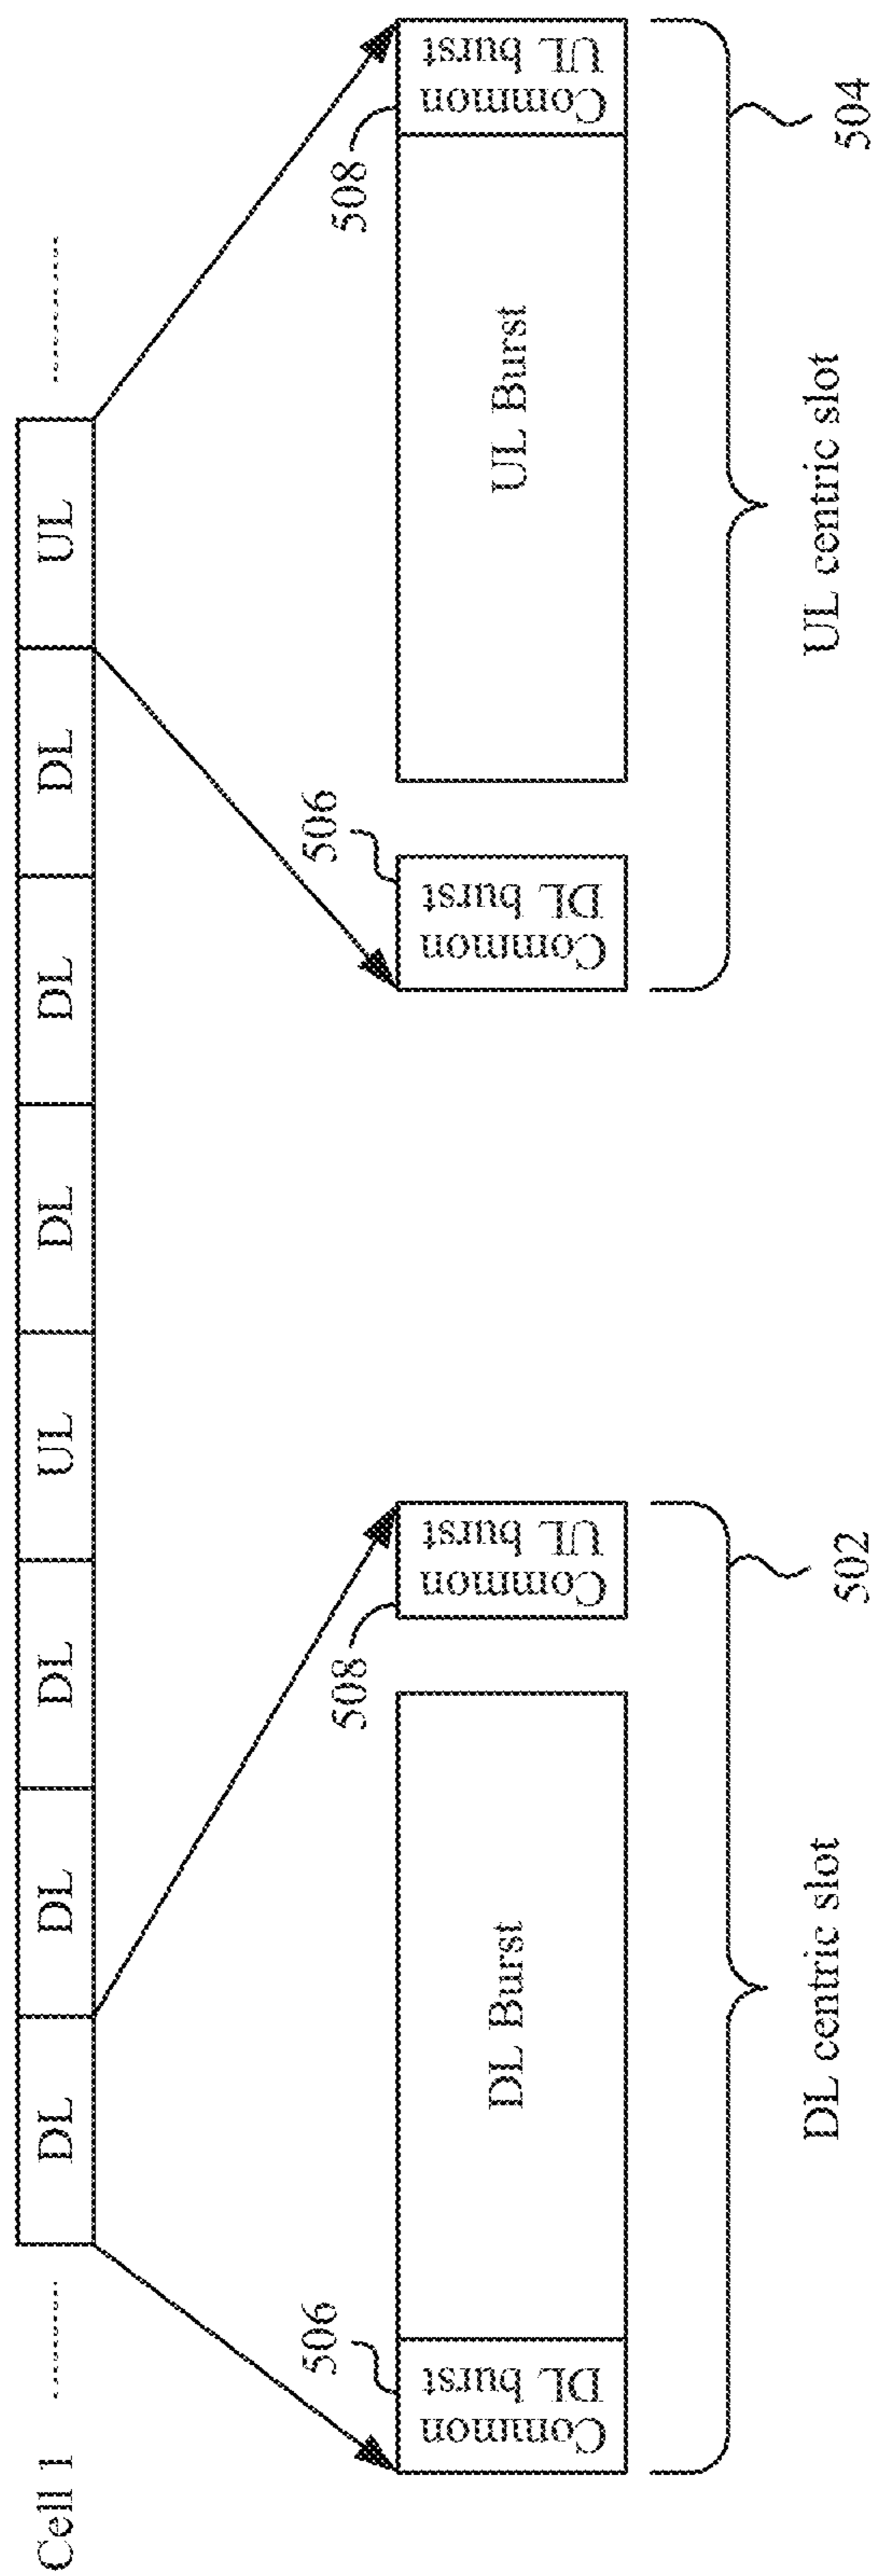 Cell 1 ........ DL DL DL UL DL DL DL UL ........
506 508 506 508
Common
DL burst
DL Burst
Common
UL burst
Common
DL burst
UL Burst
Common
UL burst
DL centric slot
502
UL centric slot
504